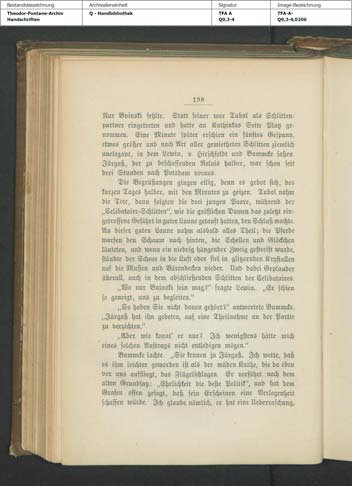 Bestandsbezeichnung
Archivalieneinheit
Signatur
Image-Bezeichnung
Theodor-Fontane-Archiv
Handschriften
Q - Handbibliothek
TFA A
Q9,3-4
TFA-A-
Q9,3-4,0206
198
Nur Bninski fehlte. Statt seiner war Tubal als Schlitten-
partner eingetreten und hatte an Kathinkas Seite Platz ge-
nommen. Eine Minute später erschien ein fünftes Gespann,
etwas größer und nach Art aller gemietheten Schlitten ziemlich
unelegant, in dem Lewin, v. Hirschfeldt und Bummcke saßen.
Jürgaß, der zu beschaffenden Relais halber, war schon seit
drei Stunden nach Potsdam voraus.
Die Begrüßungen gingen eilig, denn es gebot sich, des
kurzen Tages halber, mit den Minuten zu geizen. Tubal nahm
die Tete, dann folgten die drei jungen Paare, während der
„Célibataire-Schlitten“, wie die gräflichen Damen das zuletzt ein-
getroffene Gefährt in guter Laune getauft hatten, den Schluß machte.
An dieser guten Laune nahm alsbald alles Theil; die Pferde
warfen den Schaum nach hinten, die Schellen und Glöckchen
läuteten, und wenn ein niedrig hängender Zweig gestreift wurde,
stäubte der Schnee in die Luft oder fiel in glitzernden Krystallen
auf die Muffen und Bärendecken nieder. Und dabei Geplauder
überall, auch in dem abschließenden Schlitten der Célibataires.
„Wo nur Bninski sein mag?“ fragte Lewin. „Er schien
so geneigt, uns zu begleiten.“
„So haben Sie nicht davon gehört?“ antwortete Bummcke.
„Jürgaß hat ihn gebeten, auf eine Theilnahme an der Partie
zu verzichten.“
„Aber wie konnt' er nur? Ich wenigstens hätte mich
eines solchen Auftrags nicht entledigen mögen.“
Bummcke lachte. „Sie kennen ja Jürgaß. Ich wette, daß
es ihm leichter geworden ist als der müden Krähe, die da eben
vor uns auffliegt, das Flügelschlagen. Er verfährt nach dem
alten Grundsatz: „Ehrlichkeit die beste Politik“, und hat dem
Grafen offen gesagt, daß sein Erscheinen eine Verlegenheit
schaffen würde. Ich glaube nämlich, er hat eine Ueberraschung,